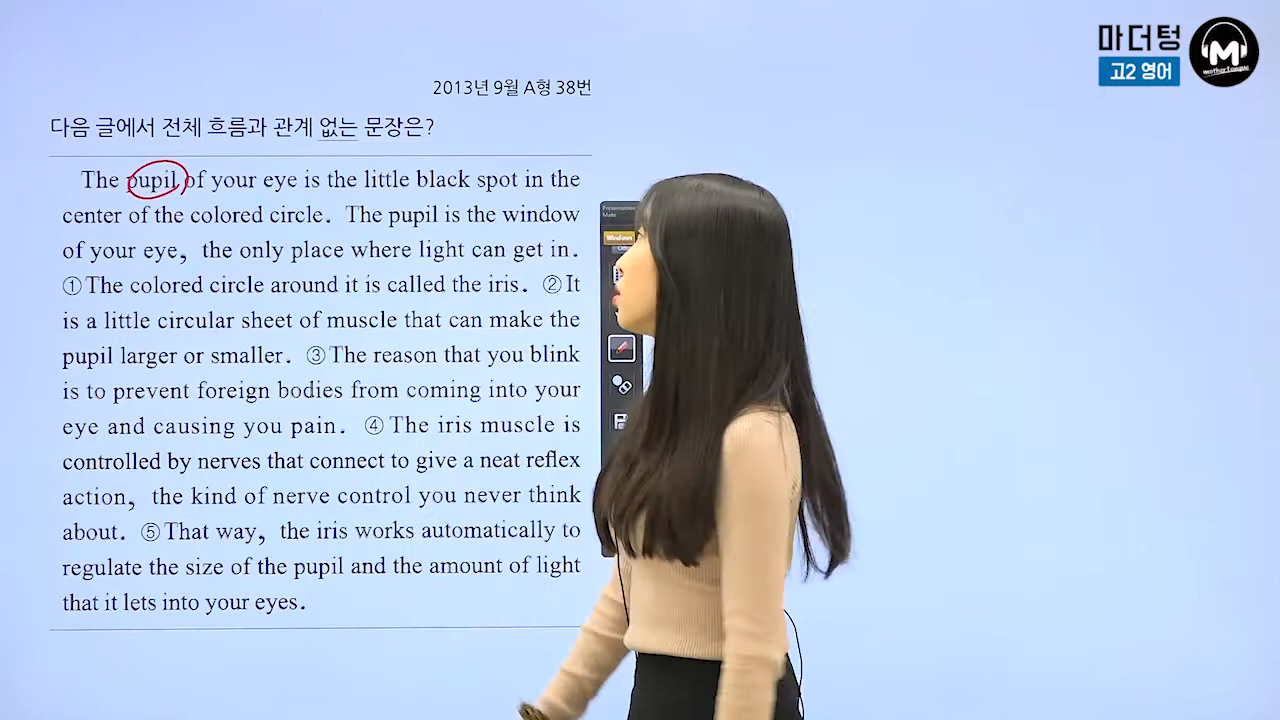 마더텅
고2 영어
M
mothertongue
2013년 9월 A형 38번
다음 글에서 전체 흐름과 관계 없는 문장은?
The pupil of your eye is the little black spot in the
center of the colored circle. The pupil is the window
of your eye, the only place where light can get in.
①The colored circle around it is called the iris. ②It
is a little circular sheet of muscle that can make the
pupil larger or smaller. ③The reason that you blink
is to prevent foreign bodies from coming into your
eye and causing you pain. ④The iris muscle is
controlled by nerves that connect to give a neat reflex
action, the kind of nerve control you never think
about. ⑤That way, the iris works automatically to
regulate the size of the pupil and the amount of light
that it lets into your eyes.
Presentation
Mate
Windows